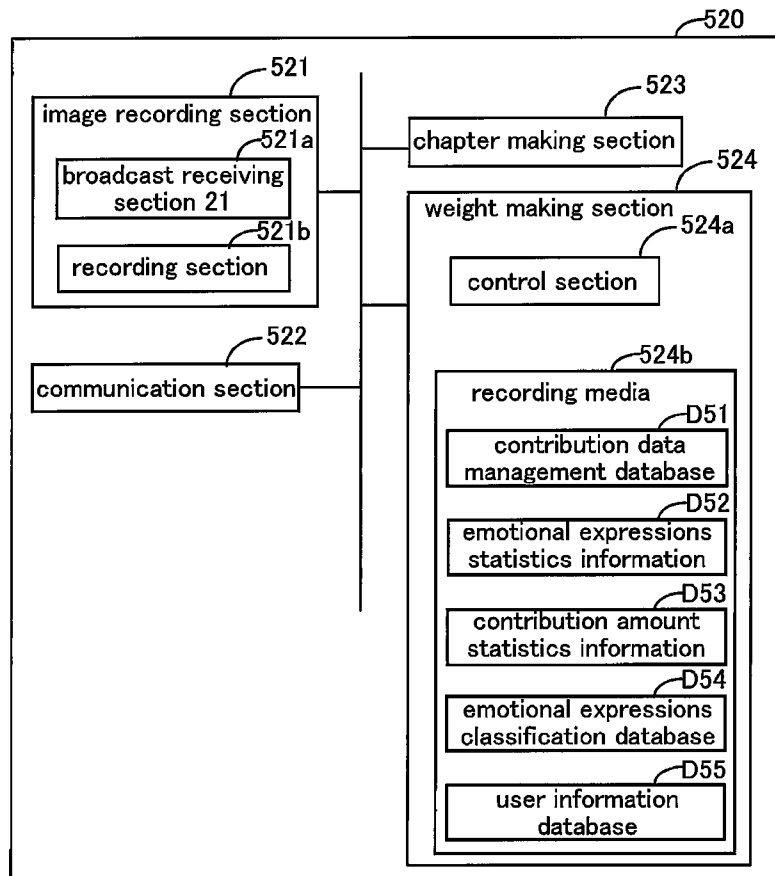 520
521
image recording section
521a
broadcast receiving
section 21
521b
recording section
522
communication section
523
chapter making section
524
weight making section
524a
control section
524b
recording media
D51
contribution data
management database
D52
emotional expressions
statistics information
D53
contribution amount
statistics information
D54
emotional expressions
classification database
D55
user information
database